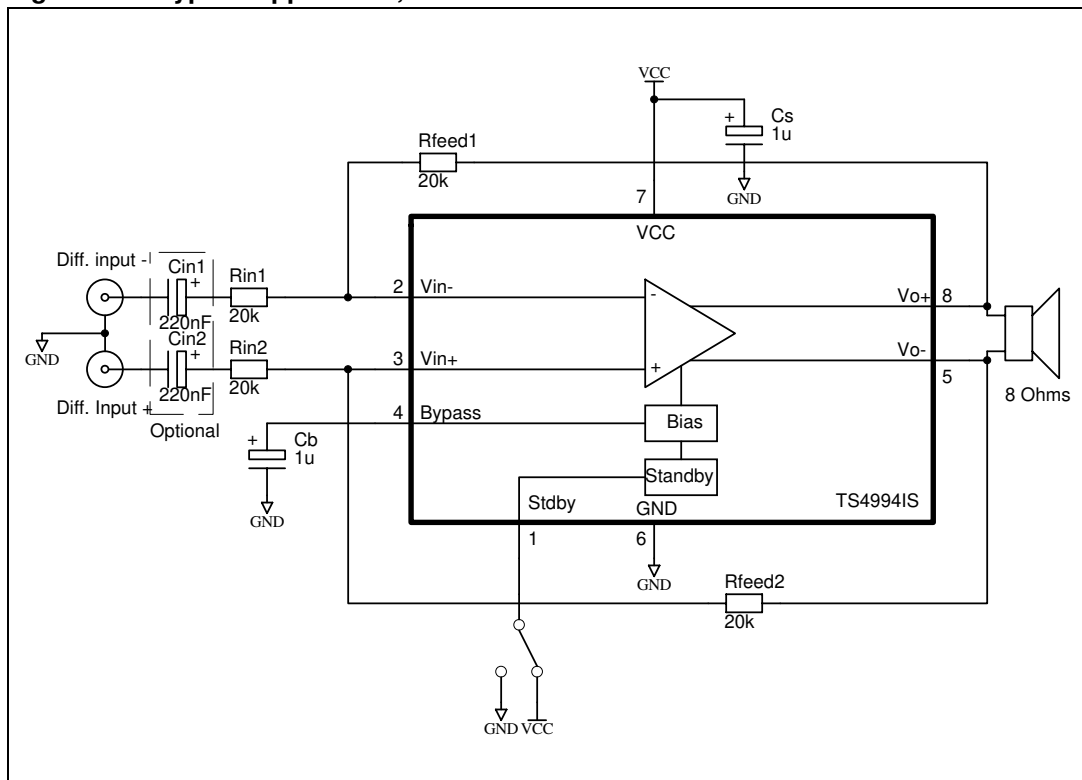 VCC
+
Cs
1u
GND
Rfeed1
20k
7
VCC
Diff. input -
Cin1
+
220nF
Rin1
20k
2
Vin-
-
Vo+
8
GND
Cin2
+
220nF
Rin2
20k
3
Vin+
+
Vo-
5
Diff. Input +
Optional
8 Ohms
4
Bypass
Bias
+
Cb
1u
GND
Standby
Stdby
GND
TS4994IS
1
6
GND
Rfeed2
20k
GND
VCC